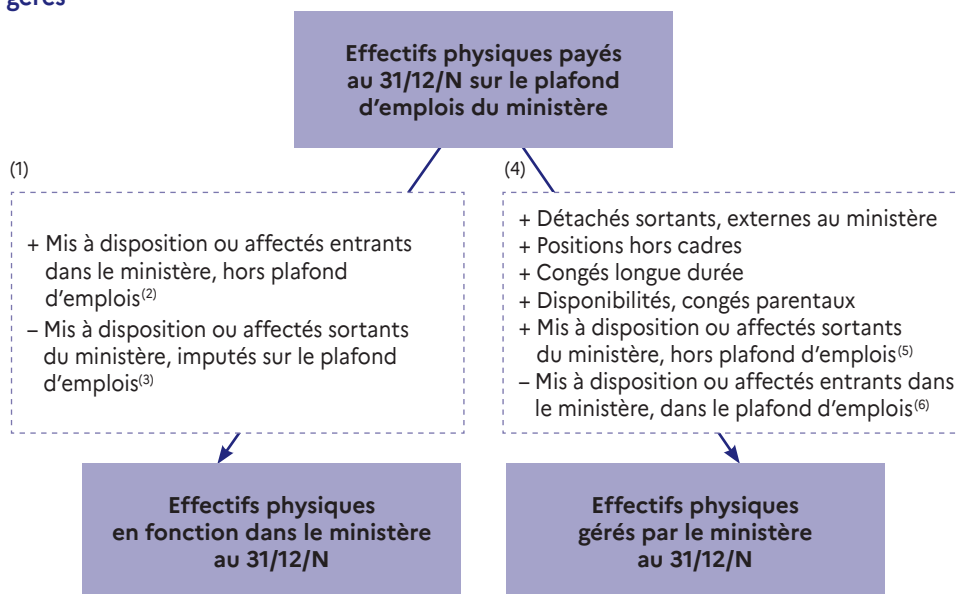 gérés
Effectifs physiques payés
au 31/12/N sur le plafond
d’emplois du ministère
(1)
+ Mis à disposition ou affectés entrants
dans le ministère, hors plafond
d’emplois(2)
– Mis à disposition ou affectés sortants
du ministère, imputés sur le plafond
d’emplois(3)
(4)
+ Détachés sortants, externes au ministère
+ Positions hors cadres
+ Congés longue durée
+ Disponibilités, congés parentaux
+ Mis à disposition ou affectés sortants
du ministère, hors plafond d’emplois(5)
– Mis à disposition ou affectés entrants dans
le ministère, dans le plafond d’emplois(6)
Effectifs physiques
en fonction dans le ministère
au 31/12/N
Effectifs physiques
gérés par le ministère
au 31/12/N